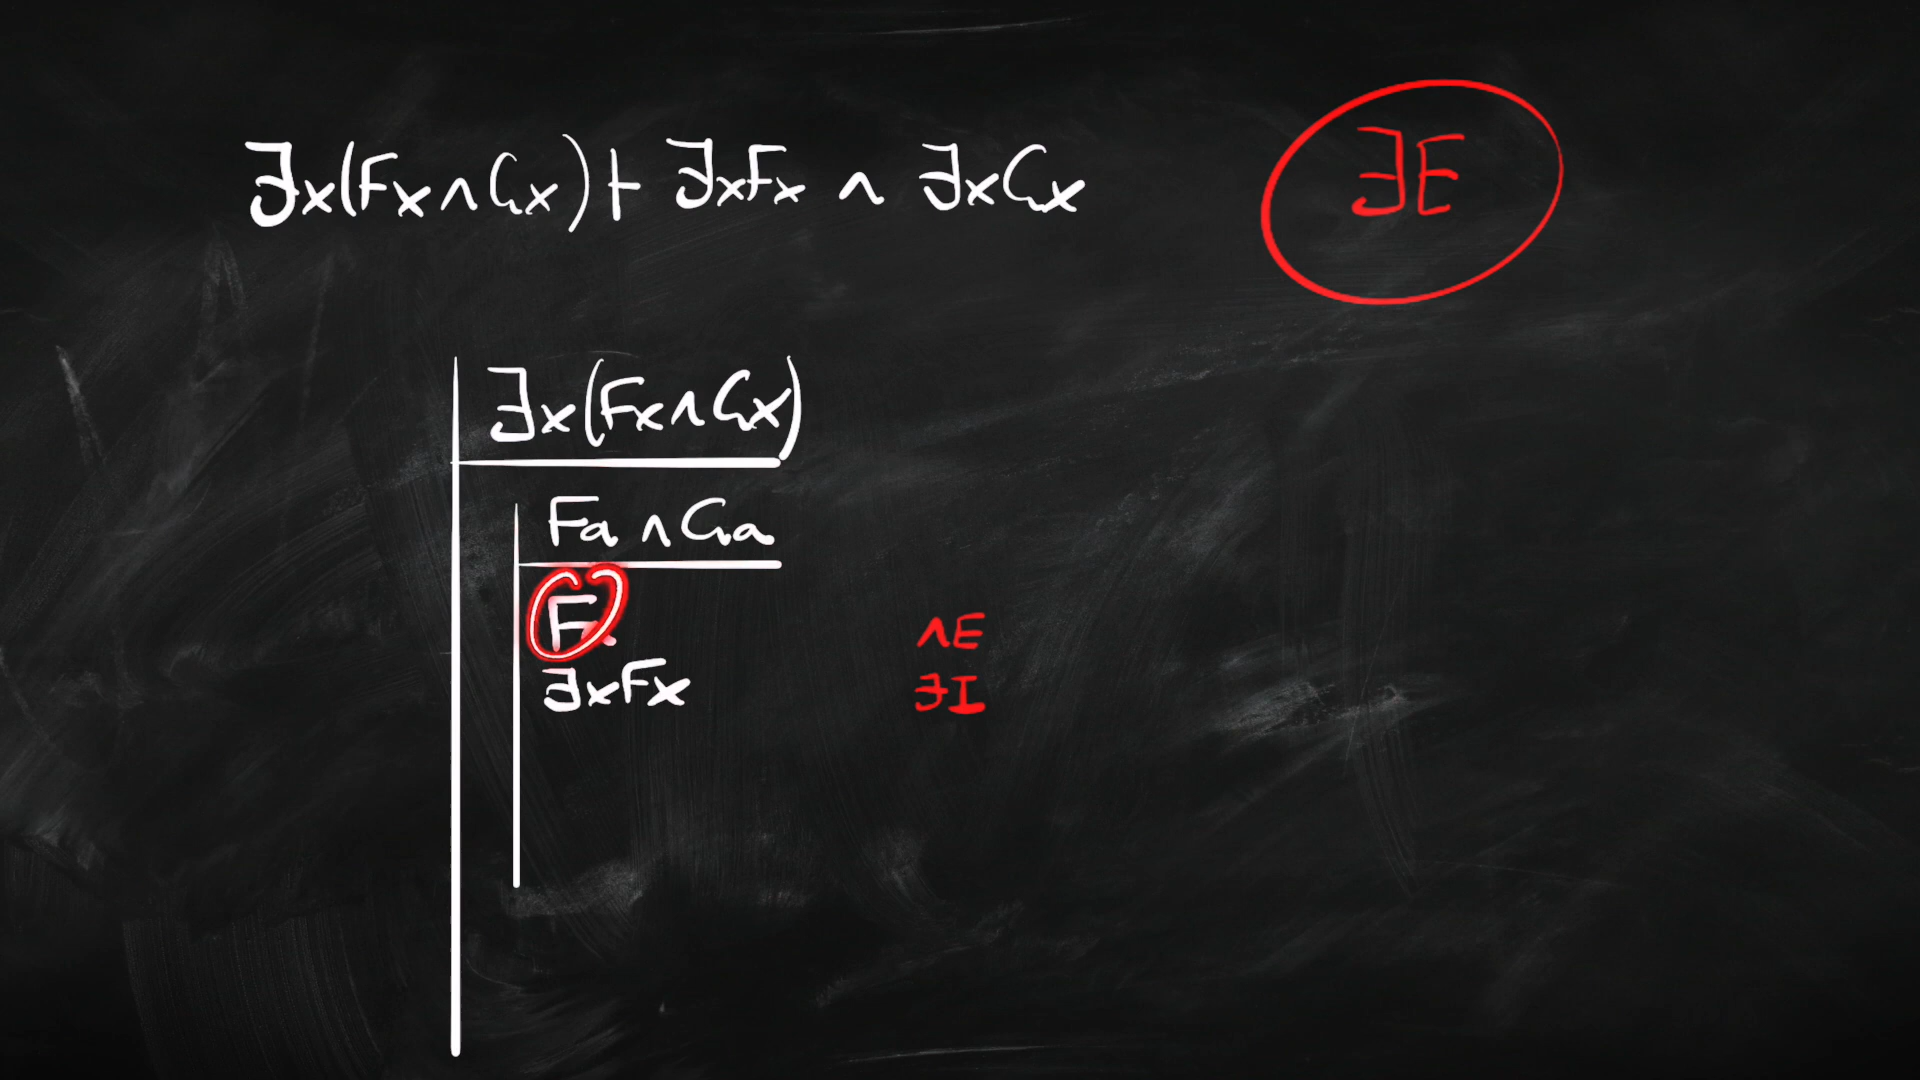 ∃x(Fx∧Gx)⊢ ∃xFx ∧ ∃xGx ∃E
∃x(Fx∧Gx)
Fa ∧Ga
Fa ∧E
∃xFx ∃I